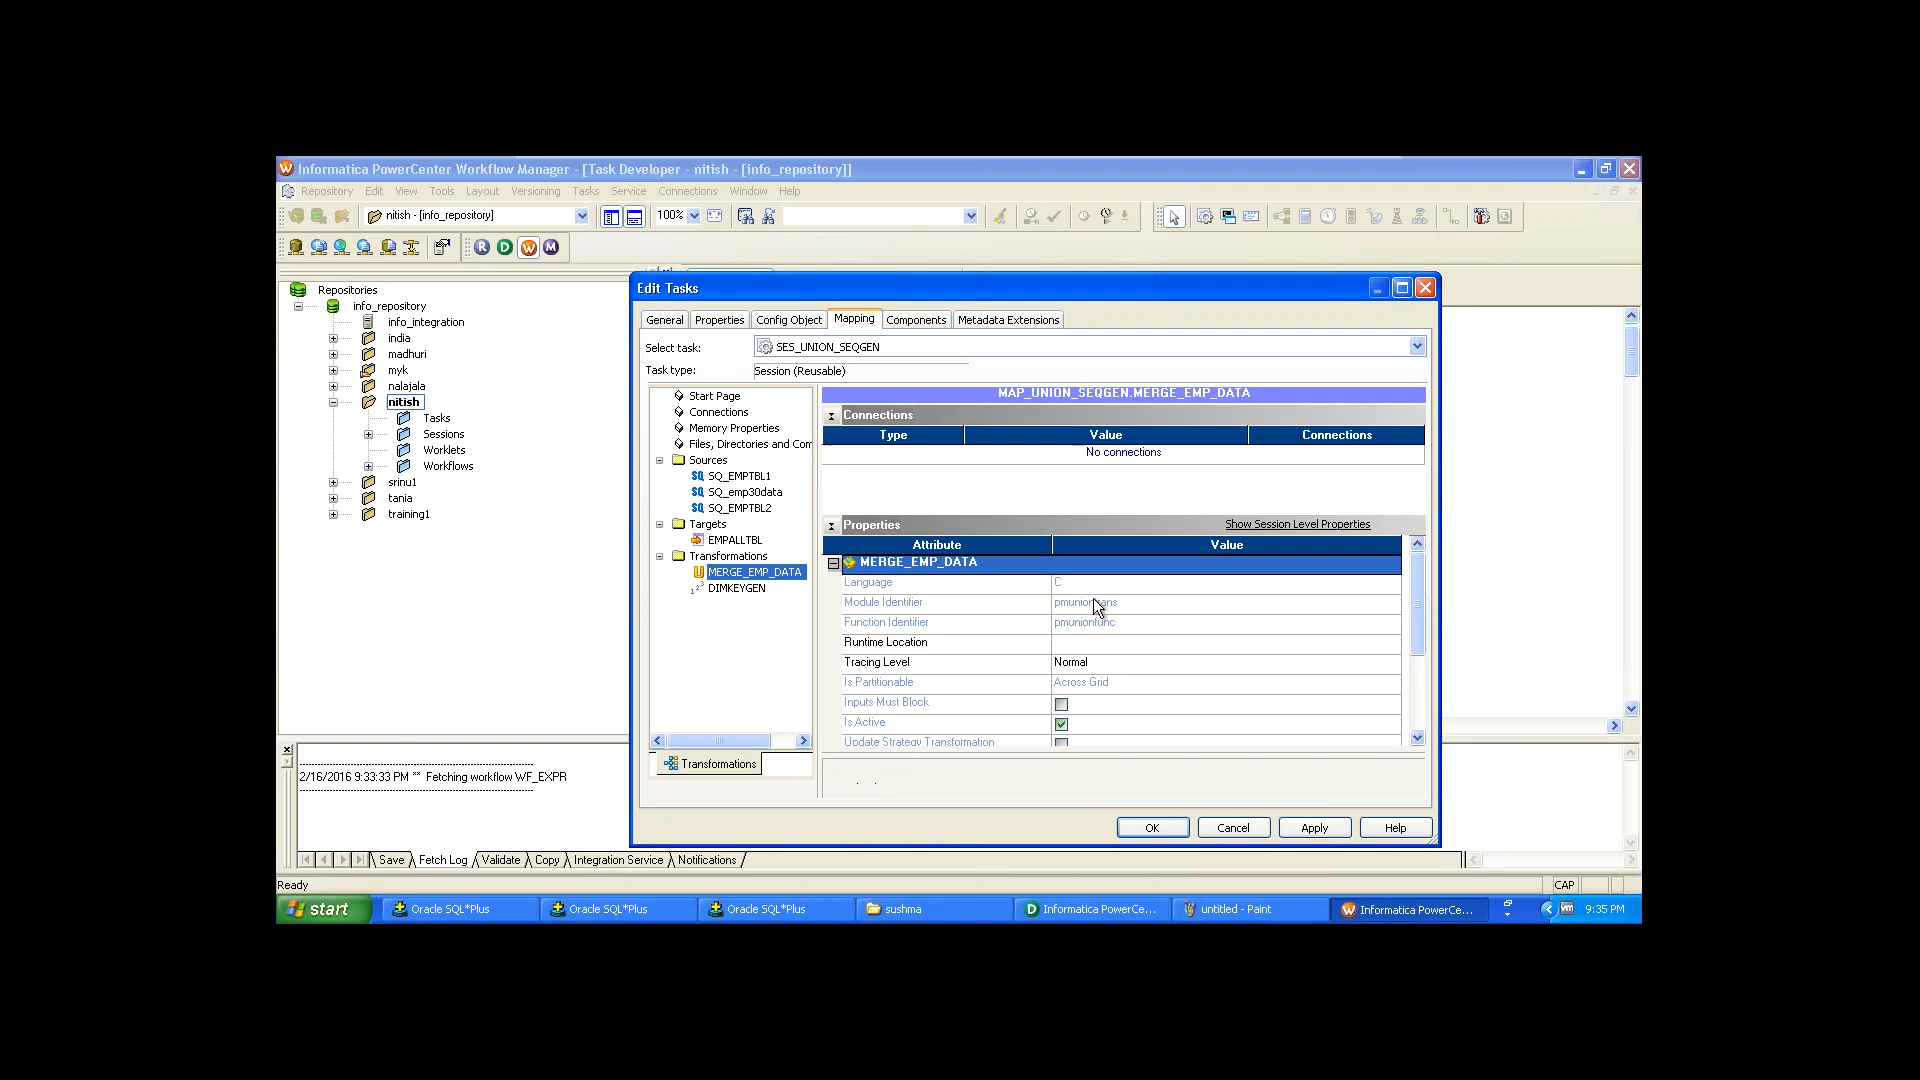 Informatica PowerCenter Workflow Manager - [Task Developer - nitish - [info_repository]]
Repository Edit View Tools Layout Versioning Tasks Service Connections Window Help
nitish - [info_repository] 100%
R D W M
Repositories
info_repository
info_integration
india
madhuri
myk
nalajala
nitish
Tasks
Sessions
Worklets
Workflows
srinu1
tania
training1
Edit Tasks
General Properties Config Object Mapping Components Metadata Extensions
Select task: SES_UNION_SEQGEN
Task type: Session (Reusable)
Start Page
Connections
Memory Properties
Files, Directories and Com
Sources
SQ SQ_EMPTBL1
SQ SQ_emp30data
SQ SQ_EMPTBL2
Targets
EMPALLTBL
Transformations
MERGE_EMP_DATA
DIMKEYGEN
Transformations
MAP_UNION_SEQGEN.MERGE_EMP_DATA
Connections
Type Value Connections
No connections
Properties Show Session Level Properties
Attribute Value
MERGE_EMP_DATA
Language C
Module Identifier
Function Identifier pmunionfunc
Runtime Location
Tracing Level Normal
Is Partitionable Across Grid
Inputs Must Block
Is Active
Update Strategy Transformation
OK Cancel Apply Help
2/16/2016 9:33:33 PM ** Fetching workflow WF_EXPR
Save Fetch Log Validate Copy Integration Service Notifications
Ready CAP
start Oracle SQL*Plus Oracle SQL*Plus Oracle SQL*Plus sushma Informatica PowerCe... untitled - Paint Informatica PowerCe... 9:35 PM